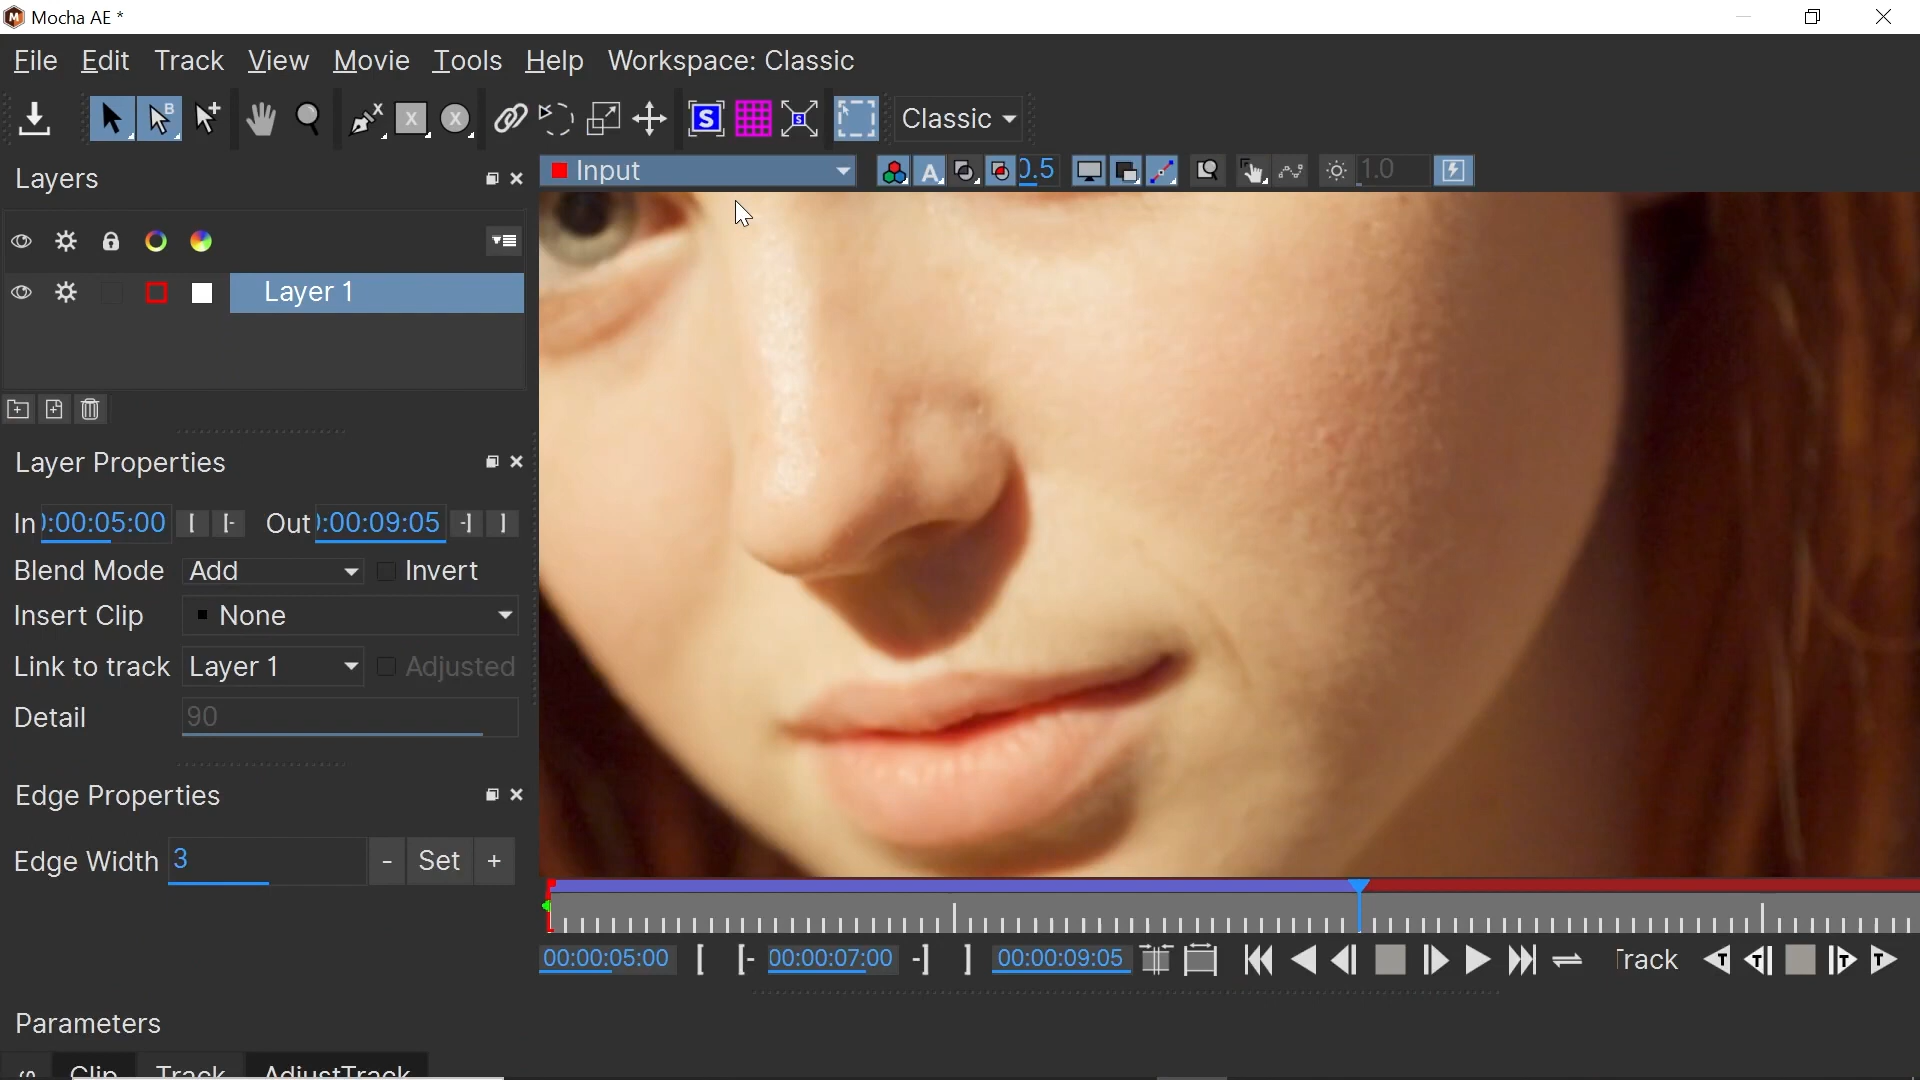 Mocha AE *
File Edit Track View Movie Tools Help Workspace: Classic
Classic
Layers
Input
0.5
1.0
Layer 1
Layer Properties
In ):00:05:00 Out ):00:09:05
Blend Mode Add Invert
Insert Clip None
Link to track Layer 1 Adjusted
Detail 90
Edge Properties
Edge Width 3 - Set +
00:00:05:00 00:00:07:00 00:00:09:05 Track
Parameters
Clip Track AdjustTrack